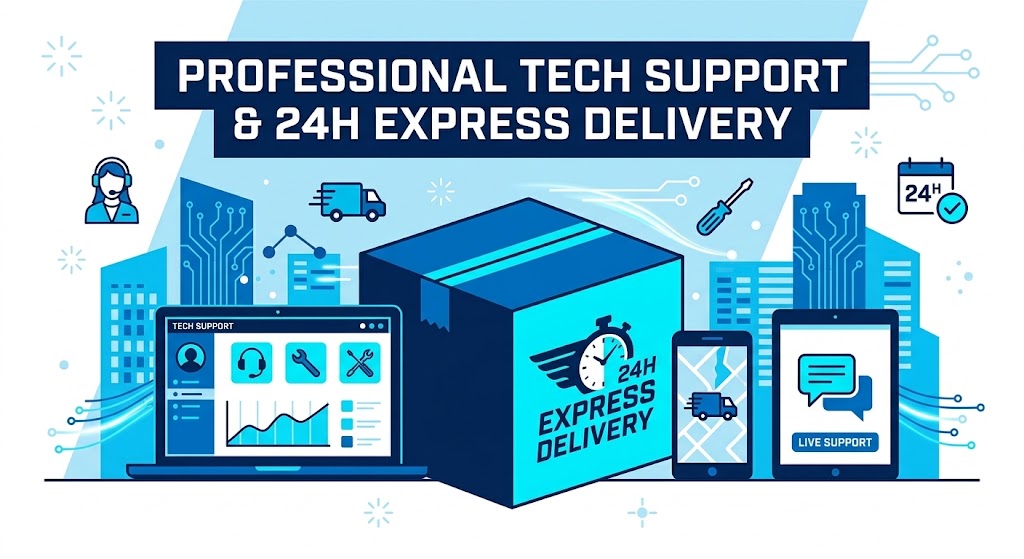 PROFESSIONAL TECH SUPPORT
& 24H EXPRESS DELIVERY
24H
TECH SUPPORT
24H
EXPRESS
DELIVERY
LIVE SUPPORT